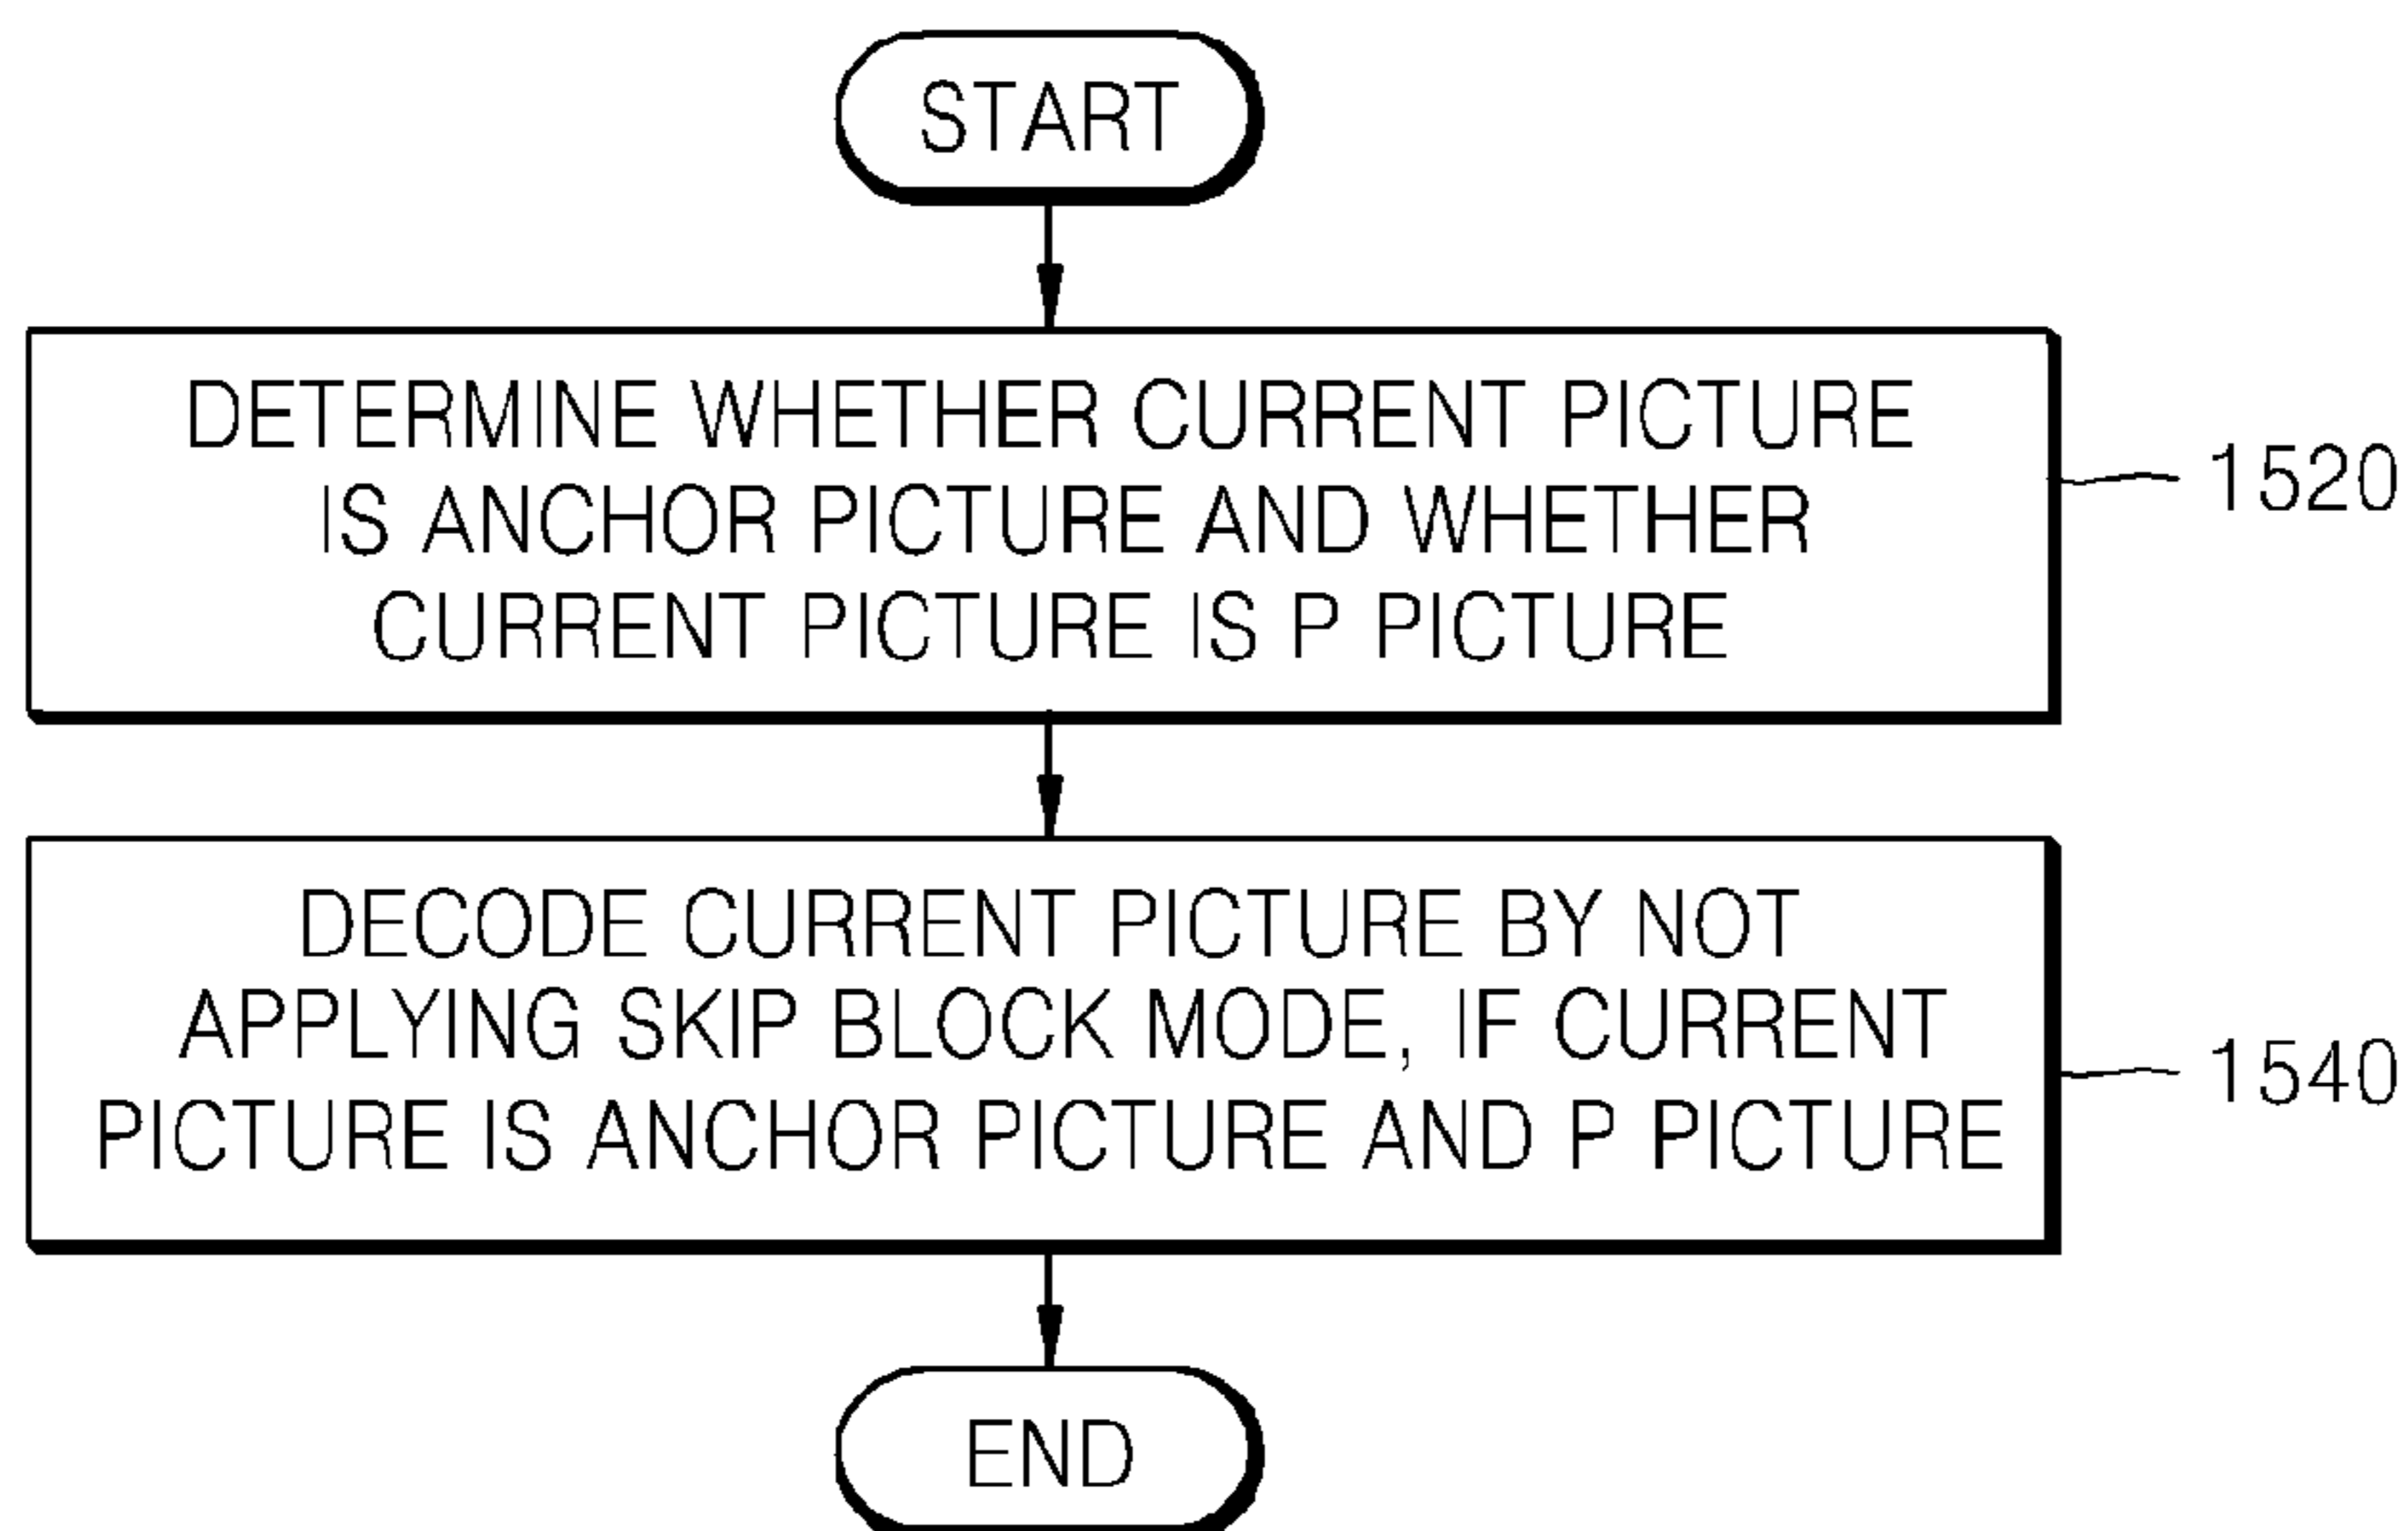 START
DETERMINE WHETHER CURRENT PICTURE
IS ANCHOR PICTURE AND WHETHER
CURRENT PICTURE IS P PICTURE
1520
DECODE CURRENT PICTURE BY NOT
APPLYING SKIP BLOCK MODE, IF CURRENT
PICTURE IS ANCHOR PICTURE AND P PICTURE
1540
END